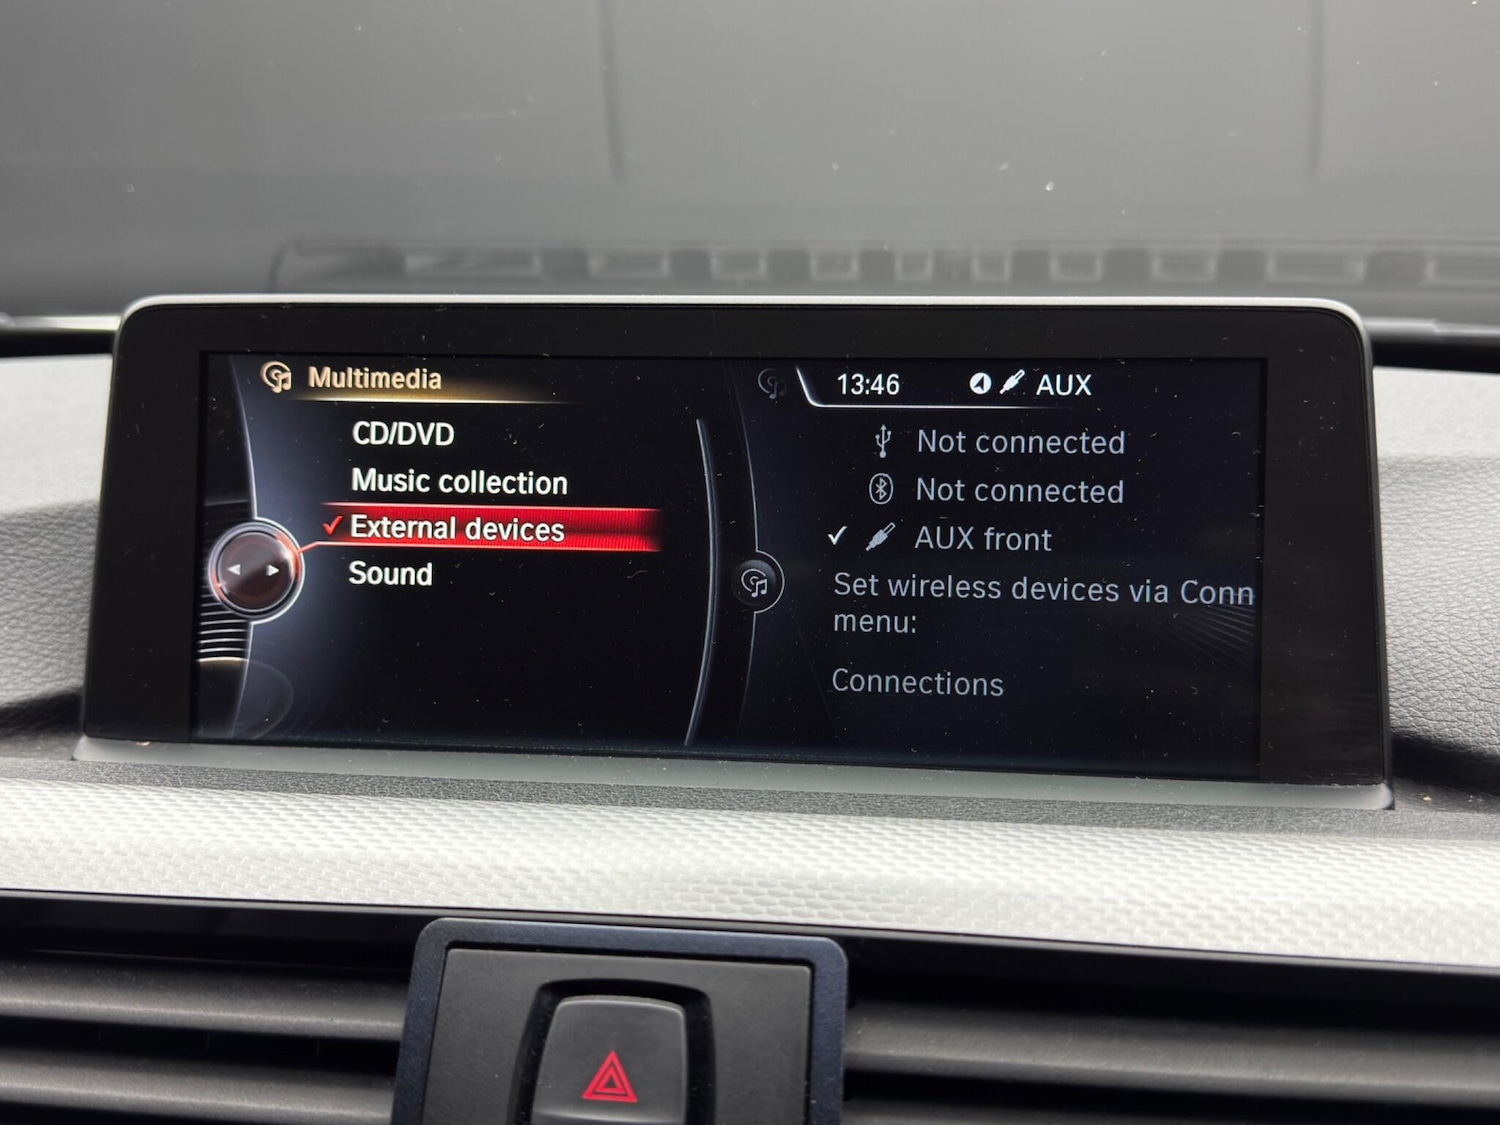 Multimedia
CD/DVD
Music collection
External devices
Sound
13:46 AUX
Not connected
Not connected
AUX front
Set wireless devices via Conn
menu:
Connections